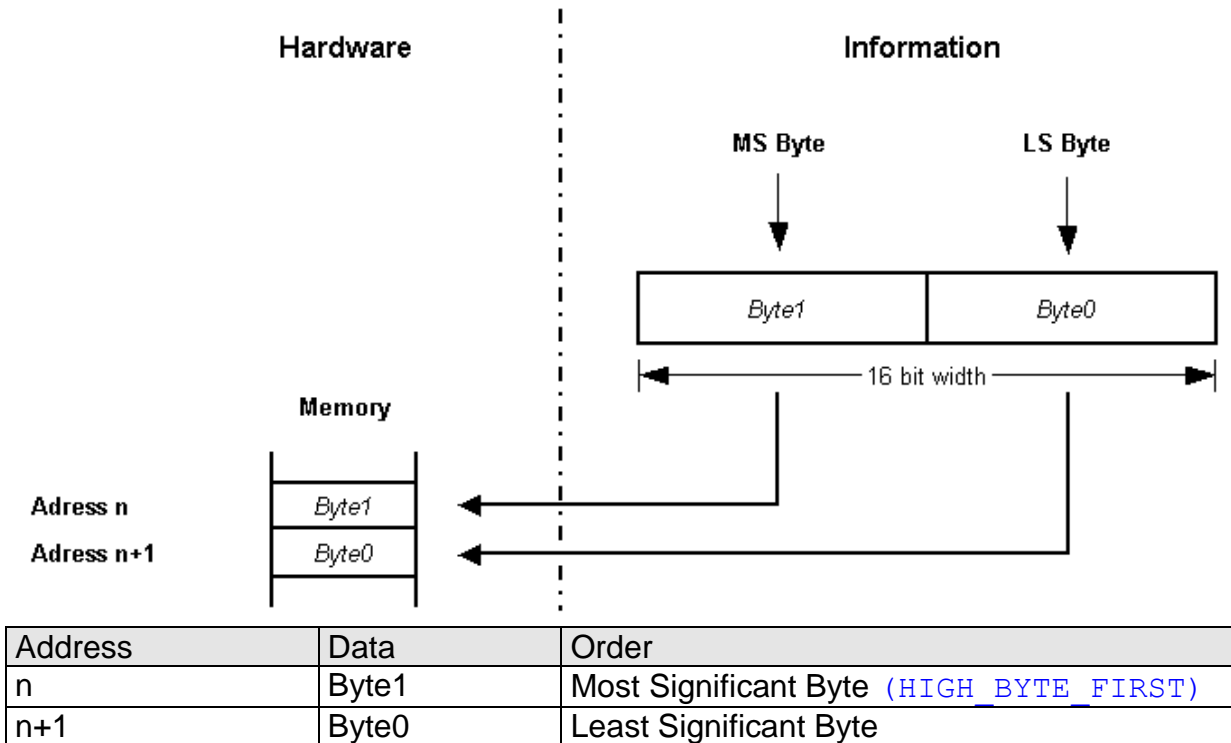 Hardware Information
MS Byte LS Byte
Byte1 Byte0
16 bit width
Memory
Adress n Byte1
Adress n+1 Byte0
Address Data Order
n Byte1 Most Significant Byte (HIGH_BYTE_FIRST)
n+1 Byte0 Least Significant Byte